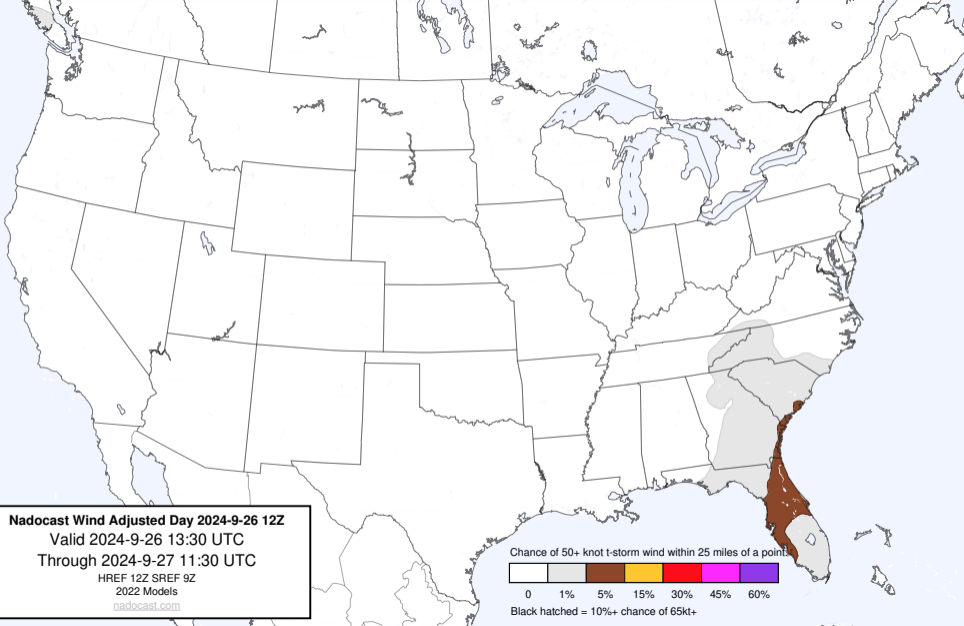 Nadocast Wind Adjusted Day 2024-9-26 12Z
Valid 2024-9-26 13:30 UTC
Through 2024-9-27 11:30 UTC
HREF 12Z SREF 9Z
2022 Models
nadocast.com
Chance of 50+ knot t-storm wind within 25 miles of a point.
0 1% 5% 15% 30% 45% 60%
Black hatched = 10%+ chance of 65kt+